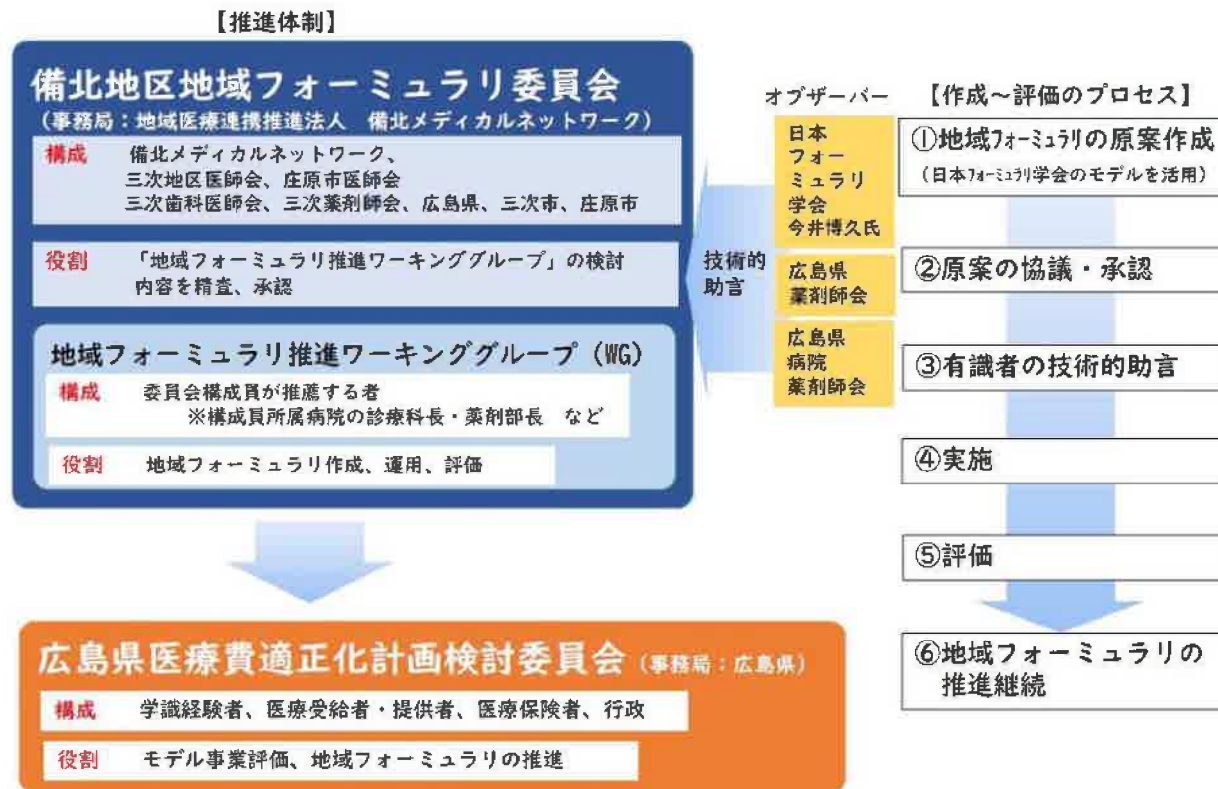 【推進体制】
備北地区地域フォーミュラリ委員会
（事務局：地域医療連携推進法人　備北メディカルネットワーク）
構成　備北メディカルネットワーク、
三次地区医師会、庄原市医師会
三次歯科医師会、三次薬剤師会、広島県、三次市、庄原市
役割　「地域フォーミュラリ推進ワーキンググループ」の検討
内容を精査、承認
地域フォーミュラリ推進ワーキンググループ（WG）
構成　委員会構成員が推薦する者
※構成員所属病院の診療科長・薬剤部長　など
役割　地域フォーミュラリ作成、運用、評価
技術的
助言
オブザーバー
日本
フォー
ミュラリ
学会
今井博久氏
広島県
薬剤師会
広島県
病院
薬剤師会
【作成～評価のプロセス】
①地域フォーミュラリの原案作成
（日本フォーミュラリ学会のモデルを活用）
②原案の協議・承認
③有識者の技術的助言
④実施
⑤評価
⑥地域フォーミュラリの
推進継続
広島県医療費適正化計画検討委員会（事務局：広島県）
構成　学識経験者、医療受給者・提供者、医療保険者、行政
役割　モデル事業評価、地域フォーミュラリの推進